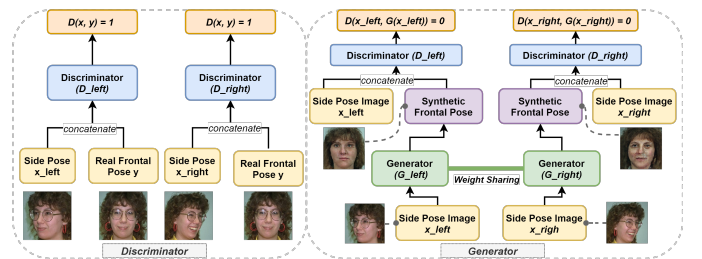 D(x, y) = 1
D(x, y) = 1
Discriminator
(D_left)
Discriminator
(D_right)
concatenate
concatenate
Side Pose
x_left
Real Frontal
Pose y
Side Pose
x_right
Real Frontal
Pose y
Discriminator
D(x_left, G(x_left)) = 0
D(x_right, G(x_right)) = 0
Discriminator (D_left)
Discriminator (D_right)
concatenate
concatenate
Side Pose Image
x_left
Synthetic
Frontal Pose
Synthetic
Frontal Pose
Side Pose Image
x_right
Generator
(G_left)
Generator
(G_right)
Weight Sharing
Side Pose Image
x_left
Side Pose Image
x_righ
Generator